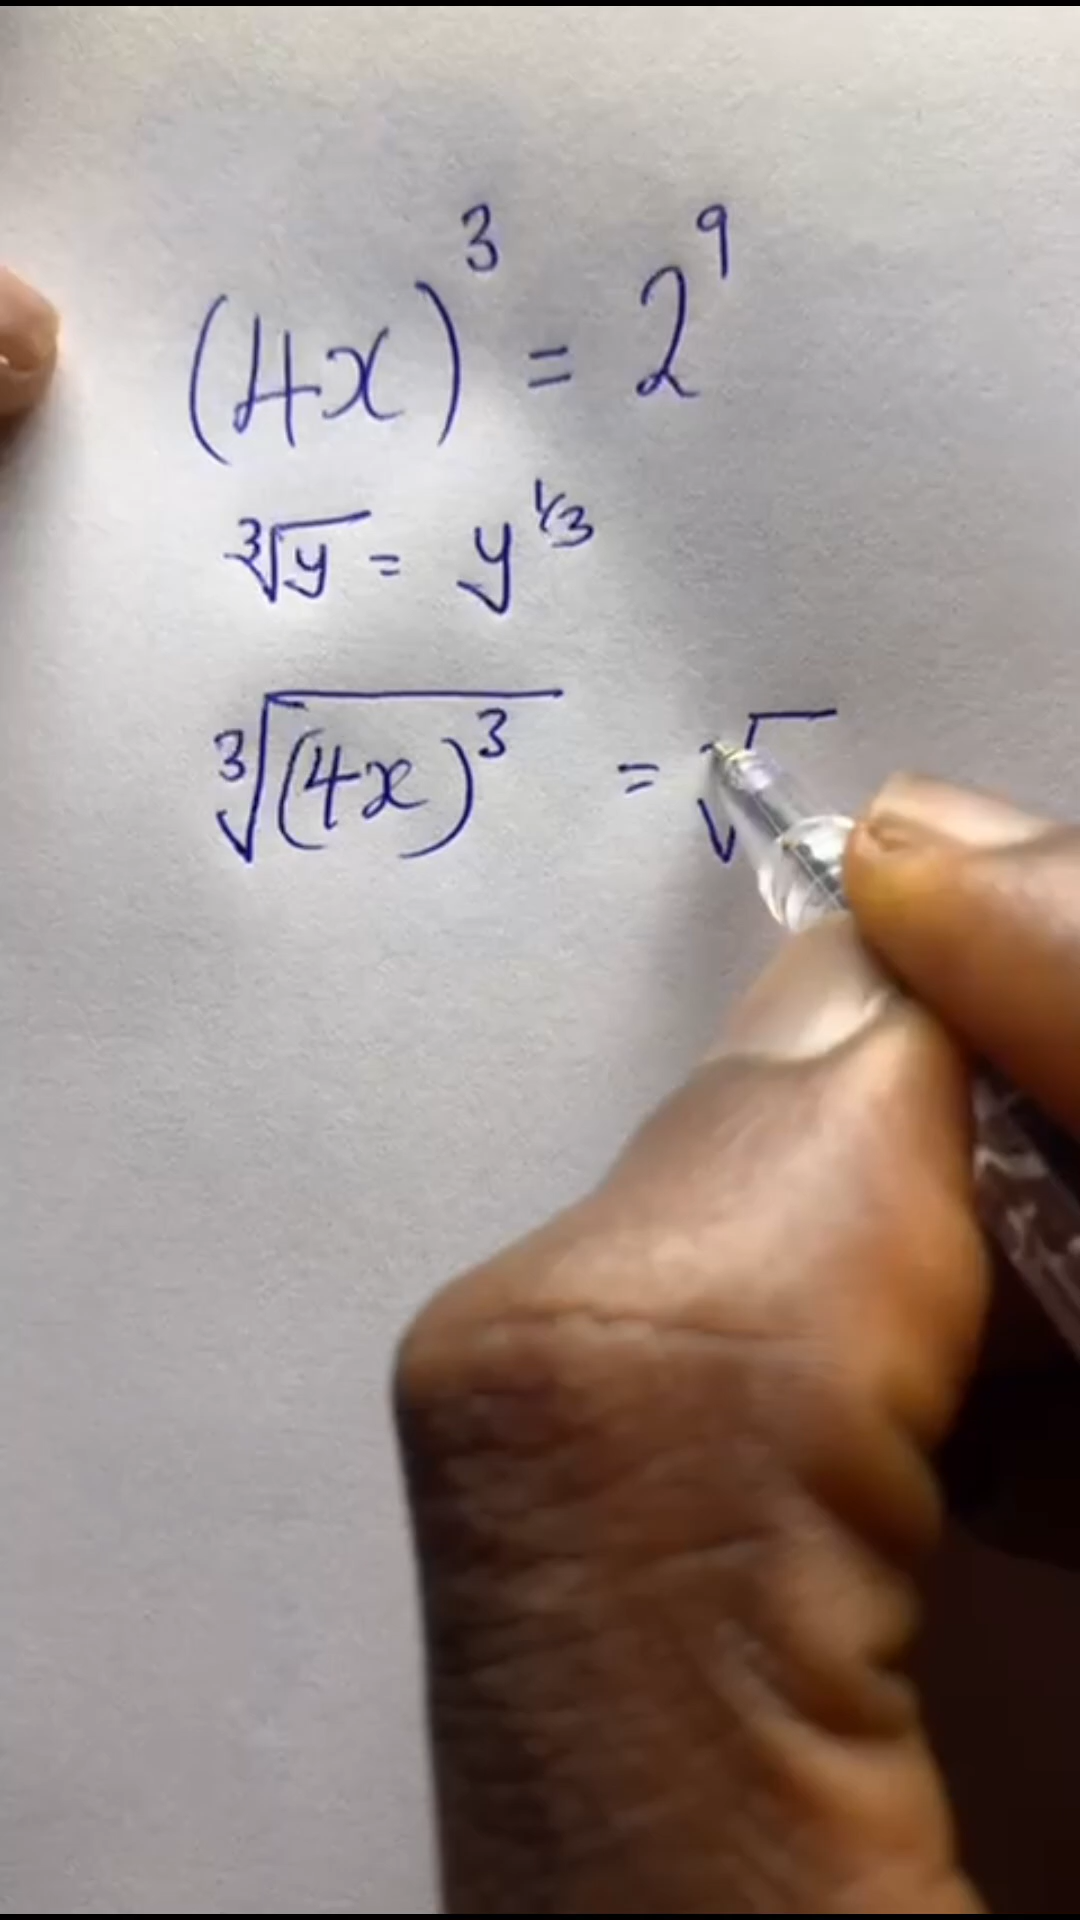 (4x)³ = 2⁹
∛y = y^1/3
∛(4x)³ = √